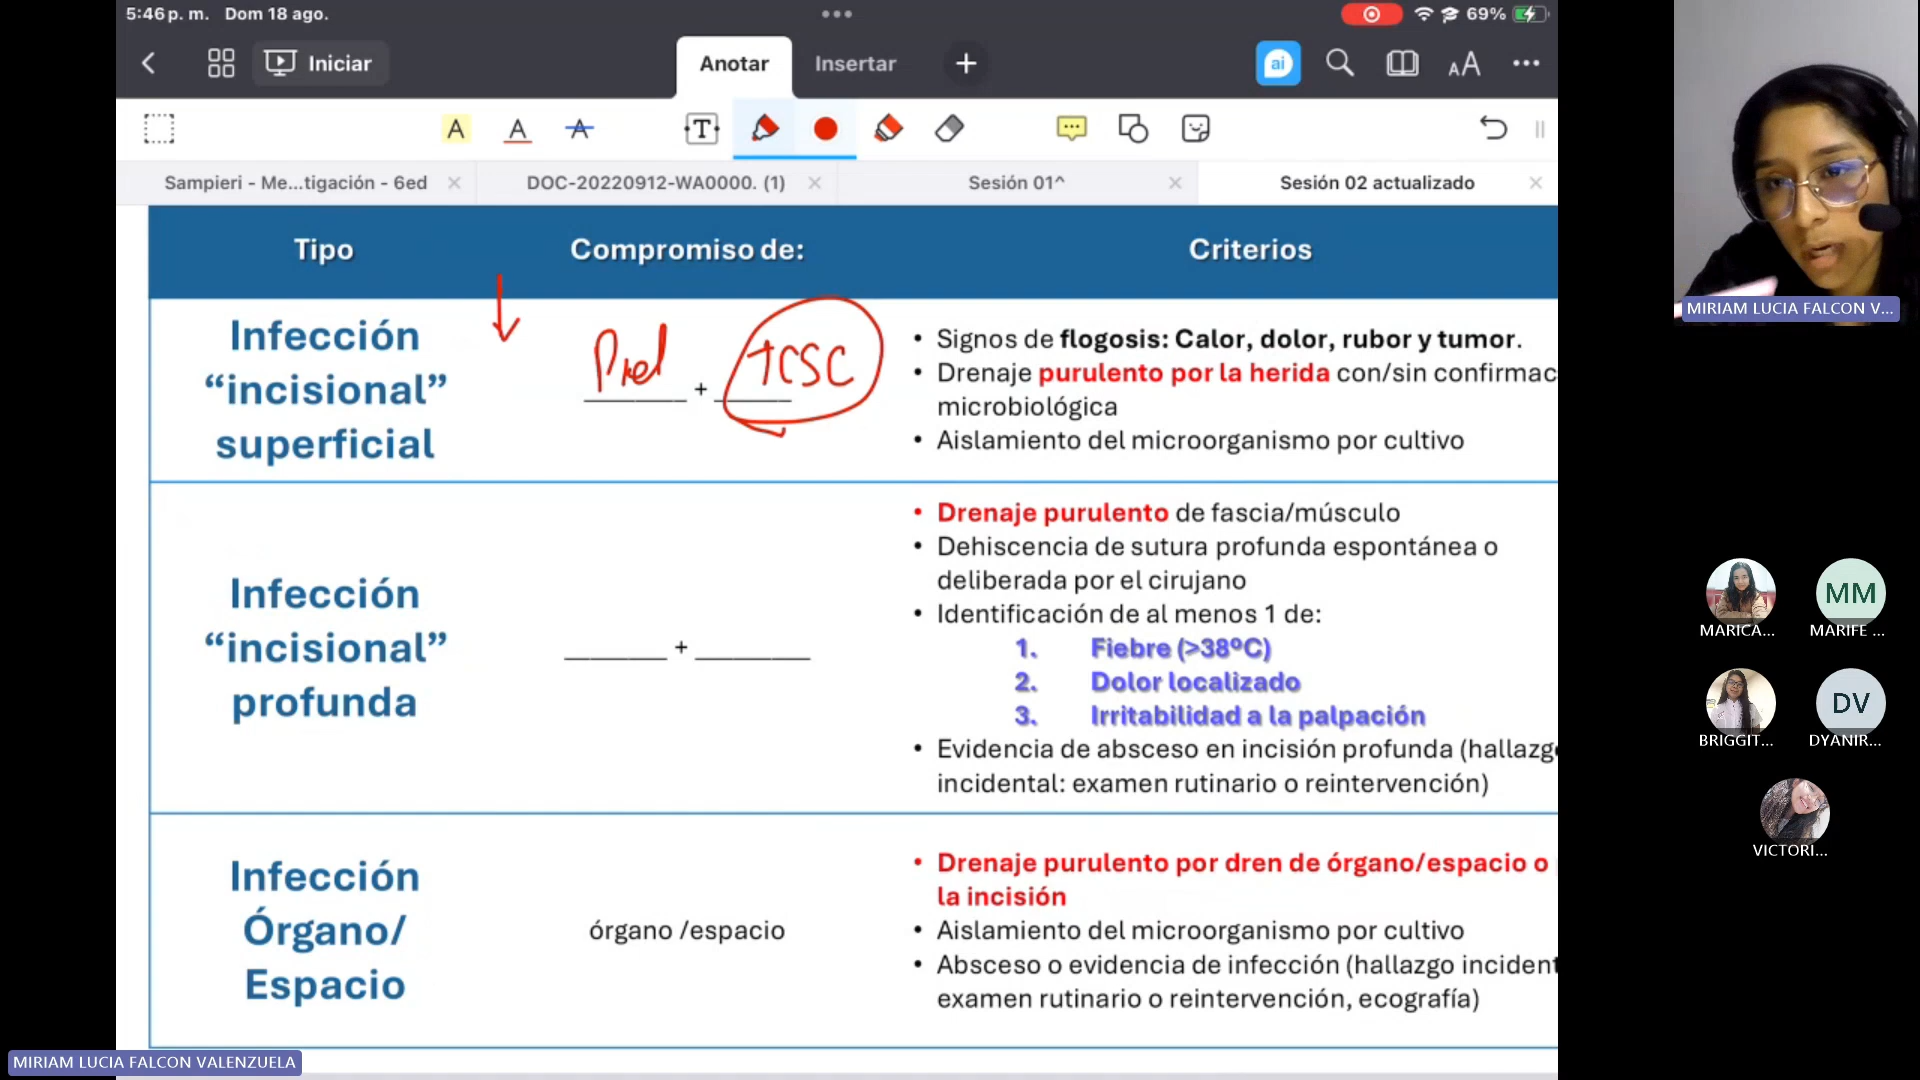 5:46 p. m. Dom 18 ago.
69%
Iniciar
Anotar
Insertar
ai
AA
A A A T
Sampieri - Me...tigación - 6ed
DOC-20220912-WA0000. (1)
Sesión 01^
Sesión 02 actualizado
Tipo
Compromiso de:
Criterios
Infección
“incisional”
superficial
Piel + TCSC
• Signos de flogosis: Calor, dolor, rubor y tumor.
• Drenaje purulento por la herida con/sin confirmac
microbiológica
• Aislamiento del microorganismo por cultivo
Infección
“incisional”
profunda
________ + _________
• Drenaje purulento de fascia/músculo
• Dehiscencia de sutura profunda espontánea o
deliberada por el cirujano
• Identificación de al menos 1 de:
1. Fiebre (>38ºC)
2. Dolor localizado
3. Irritabilidad a la palpación
• Evidencia de absceso en incisión profunda (hallazg
incidental: examen rutinario o reintervención)
Infección
Órgano/
Espacio
órgano /espacio
• Drenaje purulento por dren de órgano/espacio o
la incisión
• Aislamiento del microorganismo por cultivo
• Absceso o evidencia de infección (hallazgo inciden
examen rutinario o reintervención, ecografía)
MIRIAM LUCIA FALCON V...
MARICA...
MM
MARIFE ...
BRIGGIT...
DV
DYANIR...
VICTORI...
MIRIAM LUCIA FALCON VALENZUELA